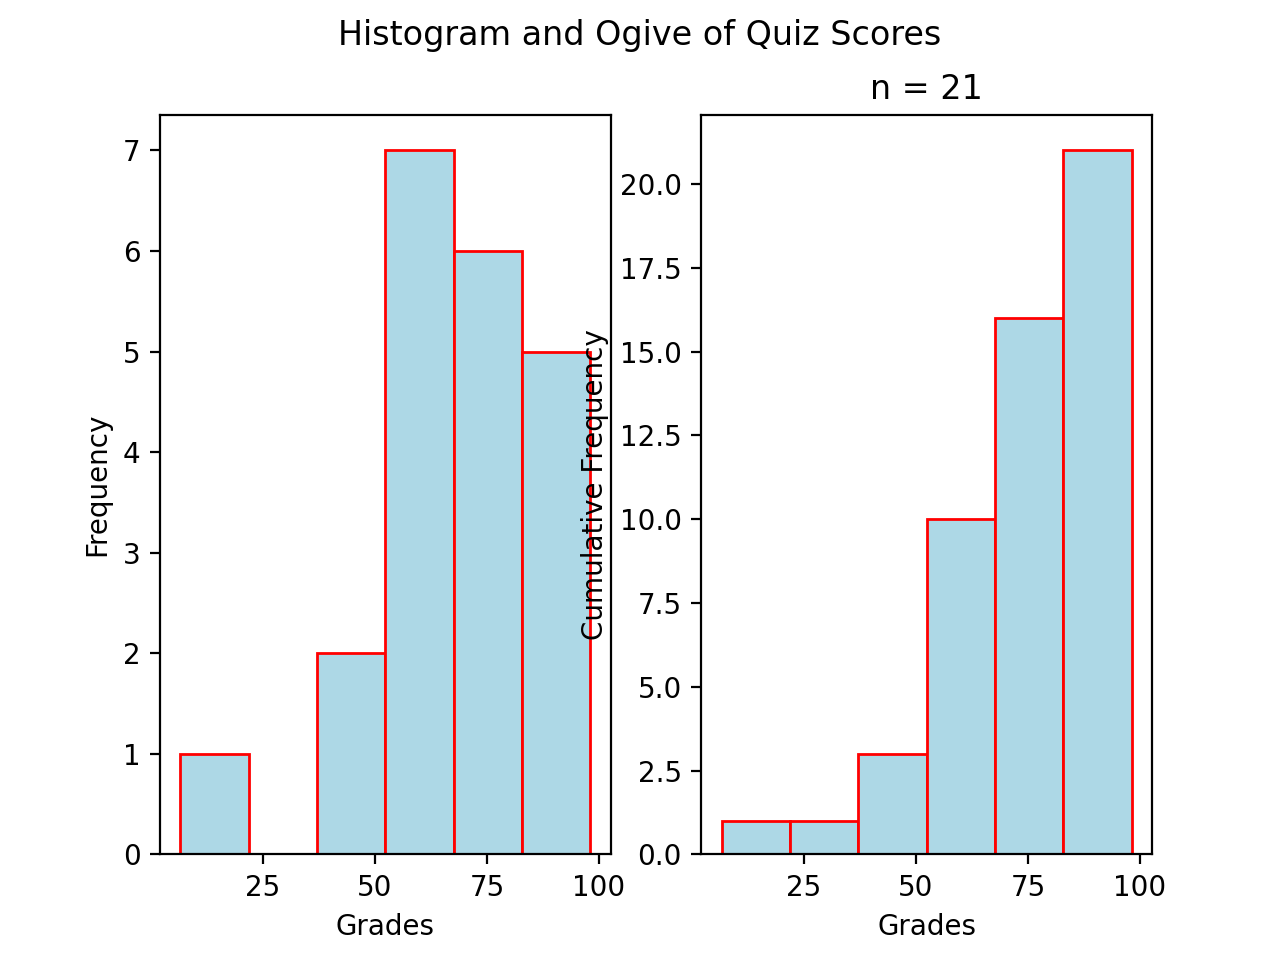 Histogram and Ogive of Quiz Scores
n = 21
Frequency
7
6
5
4
3
2
1
0
25 50 75 100
Grades
Cumulative Frequency
20.0
17.5
15.0
12.5
10.0
7.5
5.0
2.5
0.0
25 50 75 100
Grades